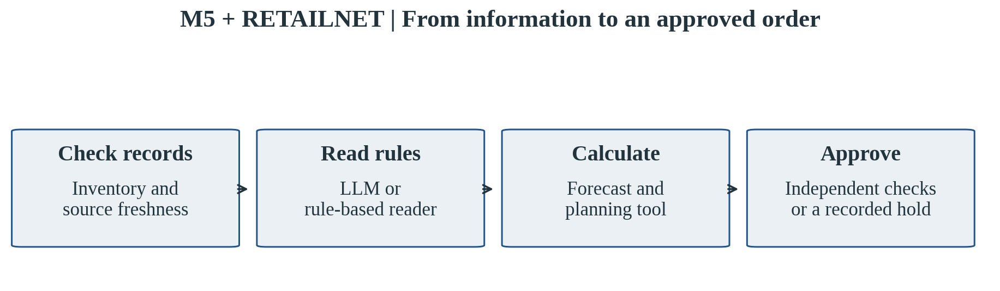 M5 + RETAILNET | From information to an approved order
Check records
Inventory and
source freshness
Read rules
LLM or
rule-based reader
Calculate
Forecast and
planning tool
Approve
Independent checks
or a recorded hold